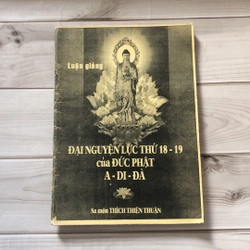 Luận giảng
ĐẠI NGUYỆN LỰC THỨ 18 - 19
của ĐỨC PHẬT
A - DI - ĐÀ
Sa môn THÍCH THIỆN THUẬN